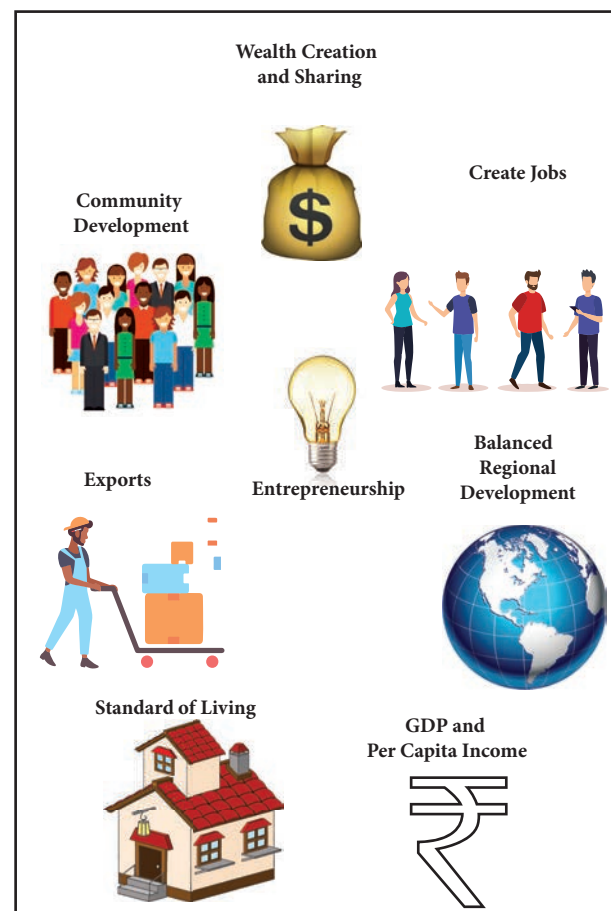 Wealth Creation
and Sharing
$
Create Jobs
Community
Development
Entrepreneurship
Balanced
Regional
Development
Exports
Standard of Living
GDP and
Per Capita Income
₹